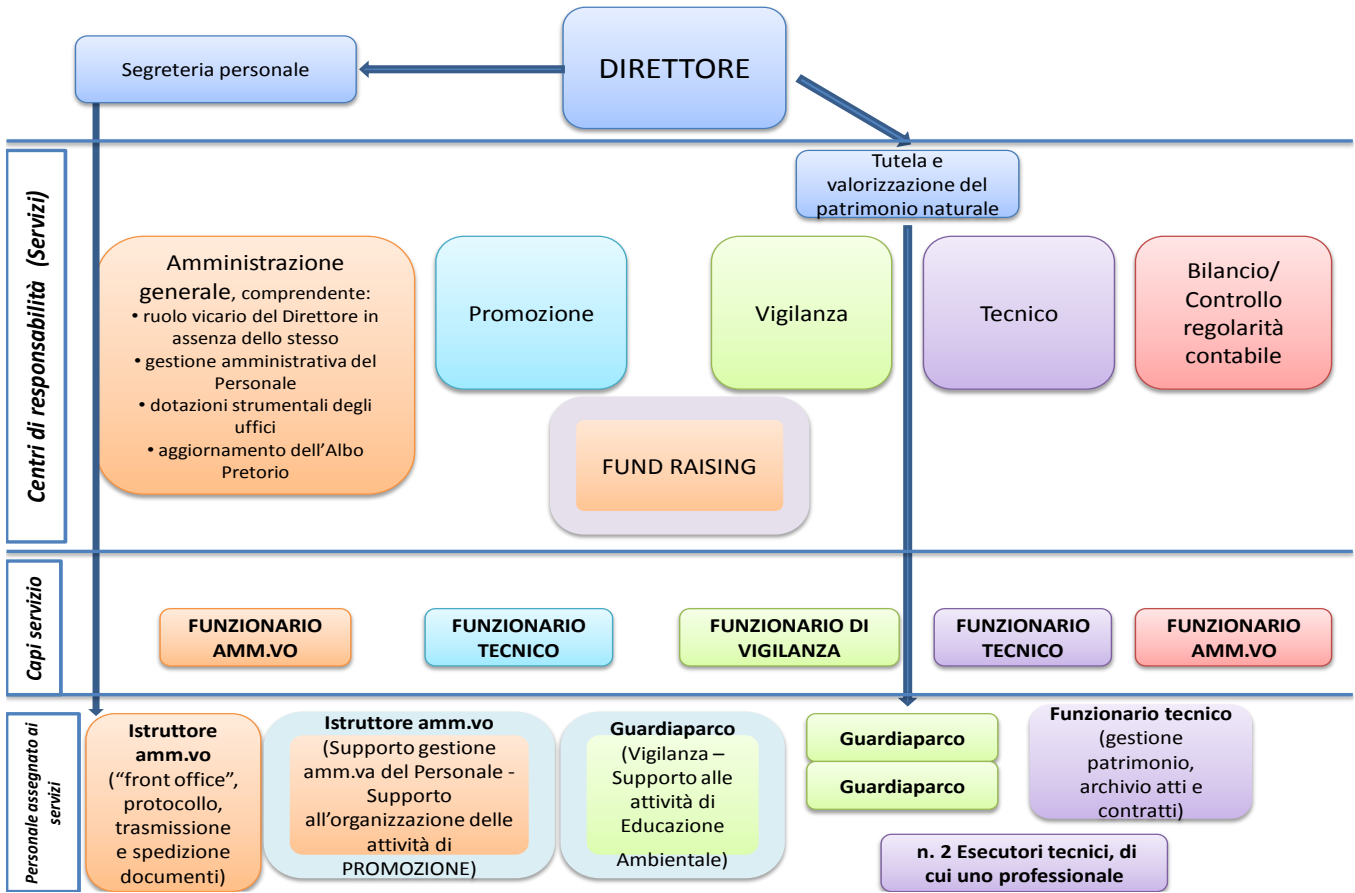 Segreteria personale
DIRETTORE
Centri di responsabilità (Servizi)
Tutela e
valorizzazione del
patrimonio naturale
Amministrazione
generale, comprendente:
• ruolo vicario del Direttore in
assenza dello stesso
• gestione amministrativa del
Personale
• dotazioni strumentali degli
uffici
• aggiornamento dell'Albo
Pretorio
Promozione
Vigilanza
Tecnico
Bilancio/
Controllo
regolarità
contabile
FUND RAISING
Capi servizio
FUNZIONARIO
AMM.VO
FUNZIONARIO
TECNICO
FUNZIONARIO DI
VIGILANZA
FUNZIONARIO
TECNICO
FUNZIONARIO
AMM.VO
Personale assegnato ai
servizi
Istruttore
amm.vo
("front office",
protocollo,
trasmissione
e spedizione
documenti)
Istruttore amm.vo
(Supporto gestione
amm.va del Personale -
Supporto
all'organizzazione delle
attività di
PROMOZIONE)
Guardiaparco
(Vigilanza –
Supporto alle
attività di
Educazione
Ambientale)
Guardiaparco
Guardiaparco
Funzionario tecnico
(gestione
patrimonio,
archivio atti e
contratti)
n. 2 Esecutori tecnici, di
cui uno professionale